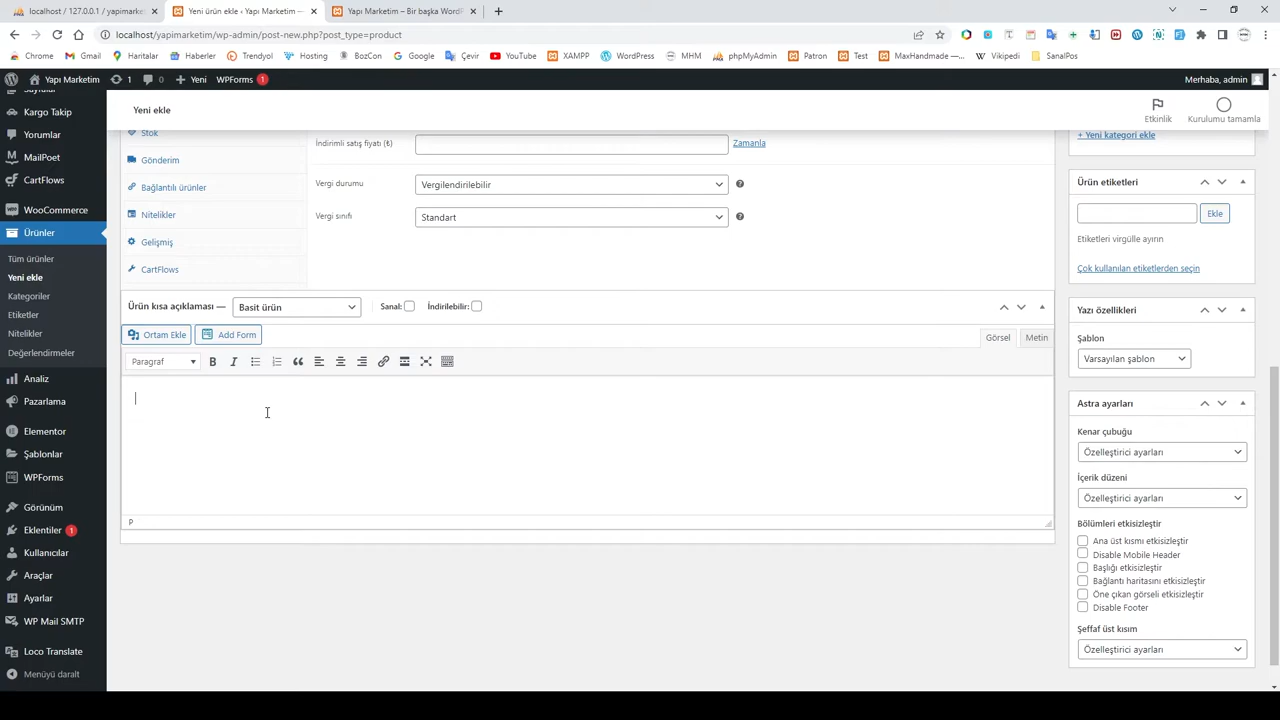 localhost / 127.0.0.1 / yapimarket
Yeni ürün ekle ‹ Yapı Marketim —
Yapı Marketim – Bir başka WordP
localhost/yapimarketim/wp-admin/post-new.php?post_type=product
Chrome Gmail Haritalar Haberler Trendyol Hosting BozCon Google Çevir YouTube XAMPP WordPress MHM phpMyAdmin Patron Test MaxHandmade —... Vikipedi SanalPos
Yapı Marketim 1 0 Yeni WPForms 1 Merhaba, admin
Kargo Takip
Yorumlar
MailPoet
CartFlows
WooCommerce
Ürünler
Tüm ürünler
Yeni ekle
Kategoriler
Etiketler
Nitelikler
Değerlendirmeler
Analiz
Pazarlama
Elementor
Şablonlar
WPForms
Görünüm
Eklentiler 1
Kullanıcılar
Araçlar
Ayarlar
WP Mail SMTP
Loco Translate
Menüyü daralt
Yeni ekle
Etkinlik
Kurulumu tamamla
Stok
Gönderim
Bağlantılı ürünler
Nitelikler
Gelişmiş
CartFlows
İndirimli satış fiyatı (₺) Zamanla
Vergi durumu Vergilendirilebilir
Vergi sınıfı Standart
Ürün kısa açıklaması — Basit ürün Sanal: İndirilebilir:
Ortam Ekle Add Form
Görsel Metin
Paragraf
P
+ Yeni kategori ekle
Ürün etiketleri
Ekle
Etiketleri virgülle ayırın
Çok kullanılan etiketlerden seçin
Yazı özellikleri
Şablon
Varsayılan şablon
Astra ayarları
Kenar çubuğu
Özelleştirici ayarları
İçerik düzeni
Özelleştirici ayarları
Bölümleri etkisizleştir
Ana üst kısmı etkisizleştir
Disable Mobile Header
Başlığı etkisizleştir
Bağlantı haritasını etkisizleştir
Öne çıkan görseli etkisizleştir
Disable Footer
Şeffaf üst kısım
Özelleştirici ayarları